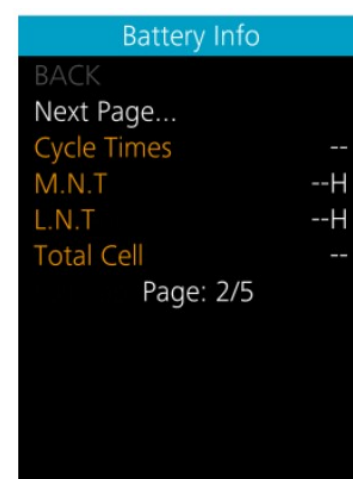 Battery Info
BACK
Next Page...
Cycle Times --
M.N.T --H
L.N.T --H
Total Cell --
Page: 2/5